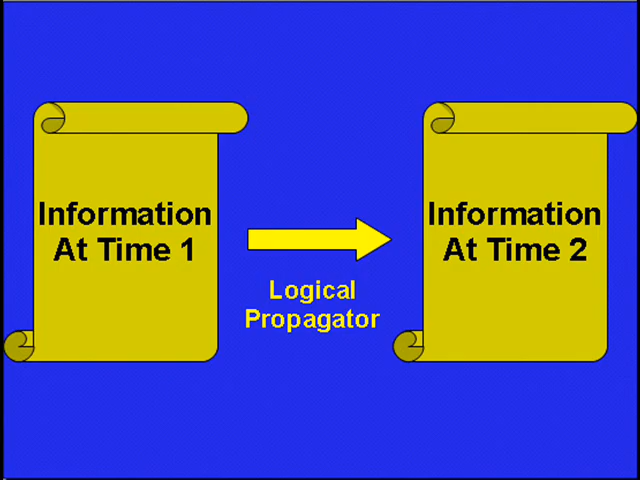 Information
At Time 1
Logical
Propagator
Information
At Time 2